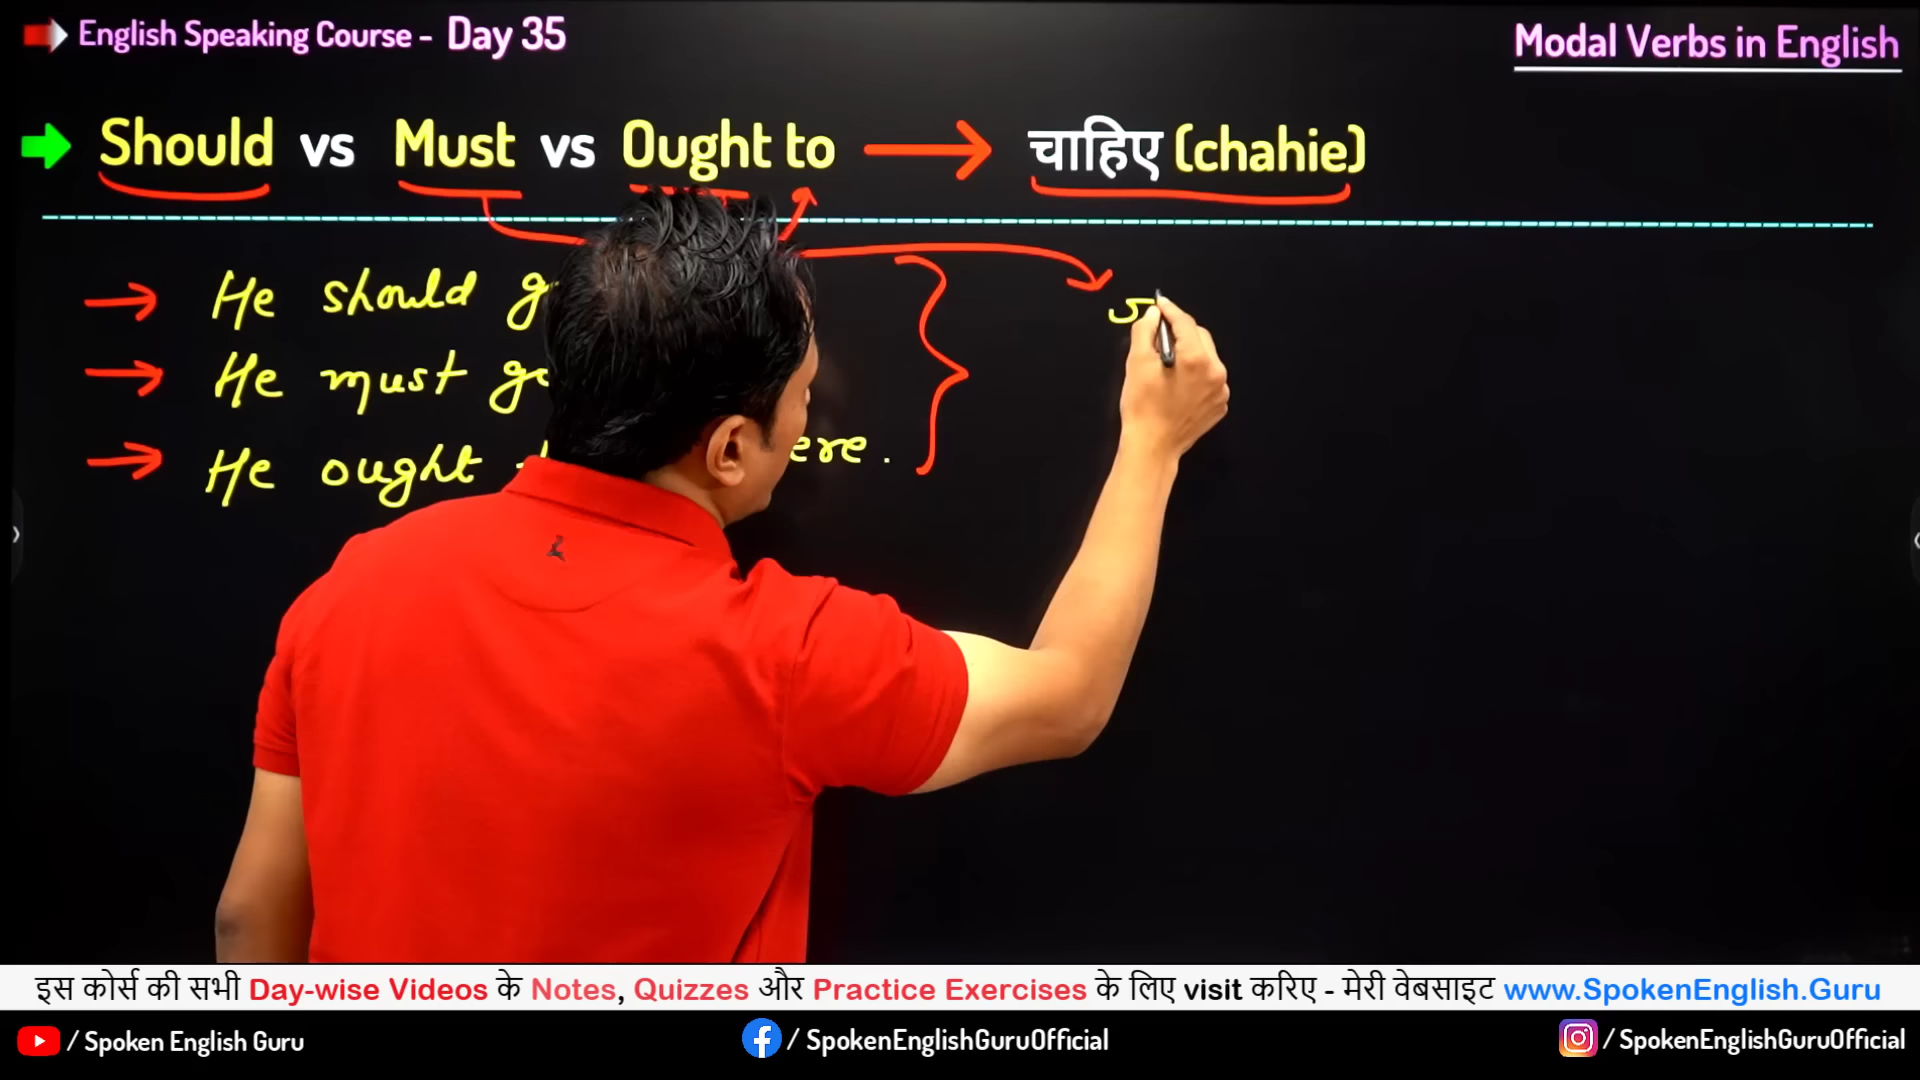 English Speaking Course - Day 35
Modal Verbs in English
Should vs Must vs Ought to → चाहिए (chahie)
→ He should
→ He must
→ He ought
इस कोर्स की सभी Day-wise Videos के Notes, Quizzes और Practice Exercises के लिए visit करिए - मेरी वेबसाइट www.SpokenEnglish.Guru
/ Spoken English Guru
/ SpokenEnglishGuruOfficial
/ SpokenEnglishGuruOfficial